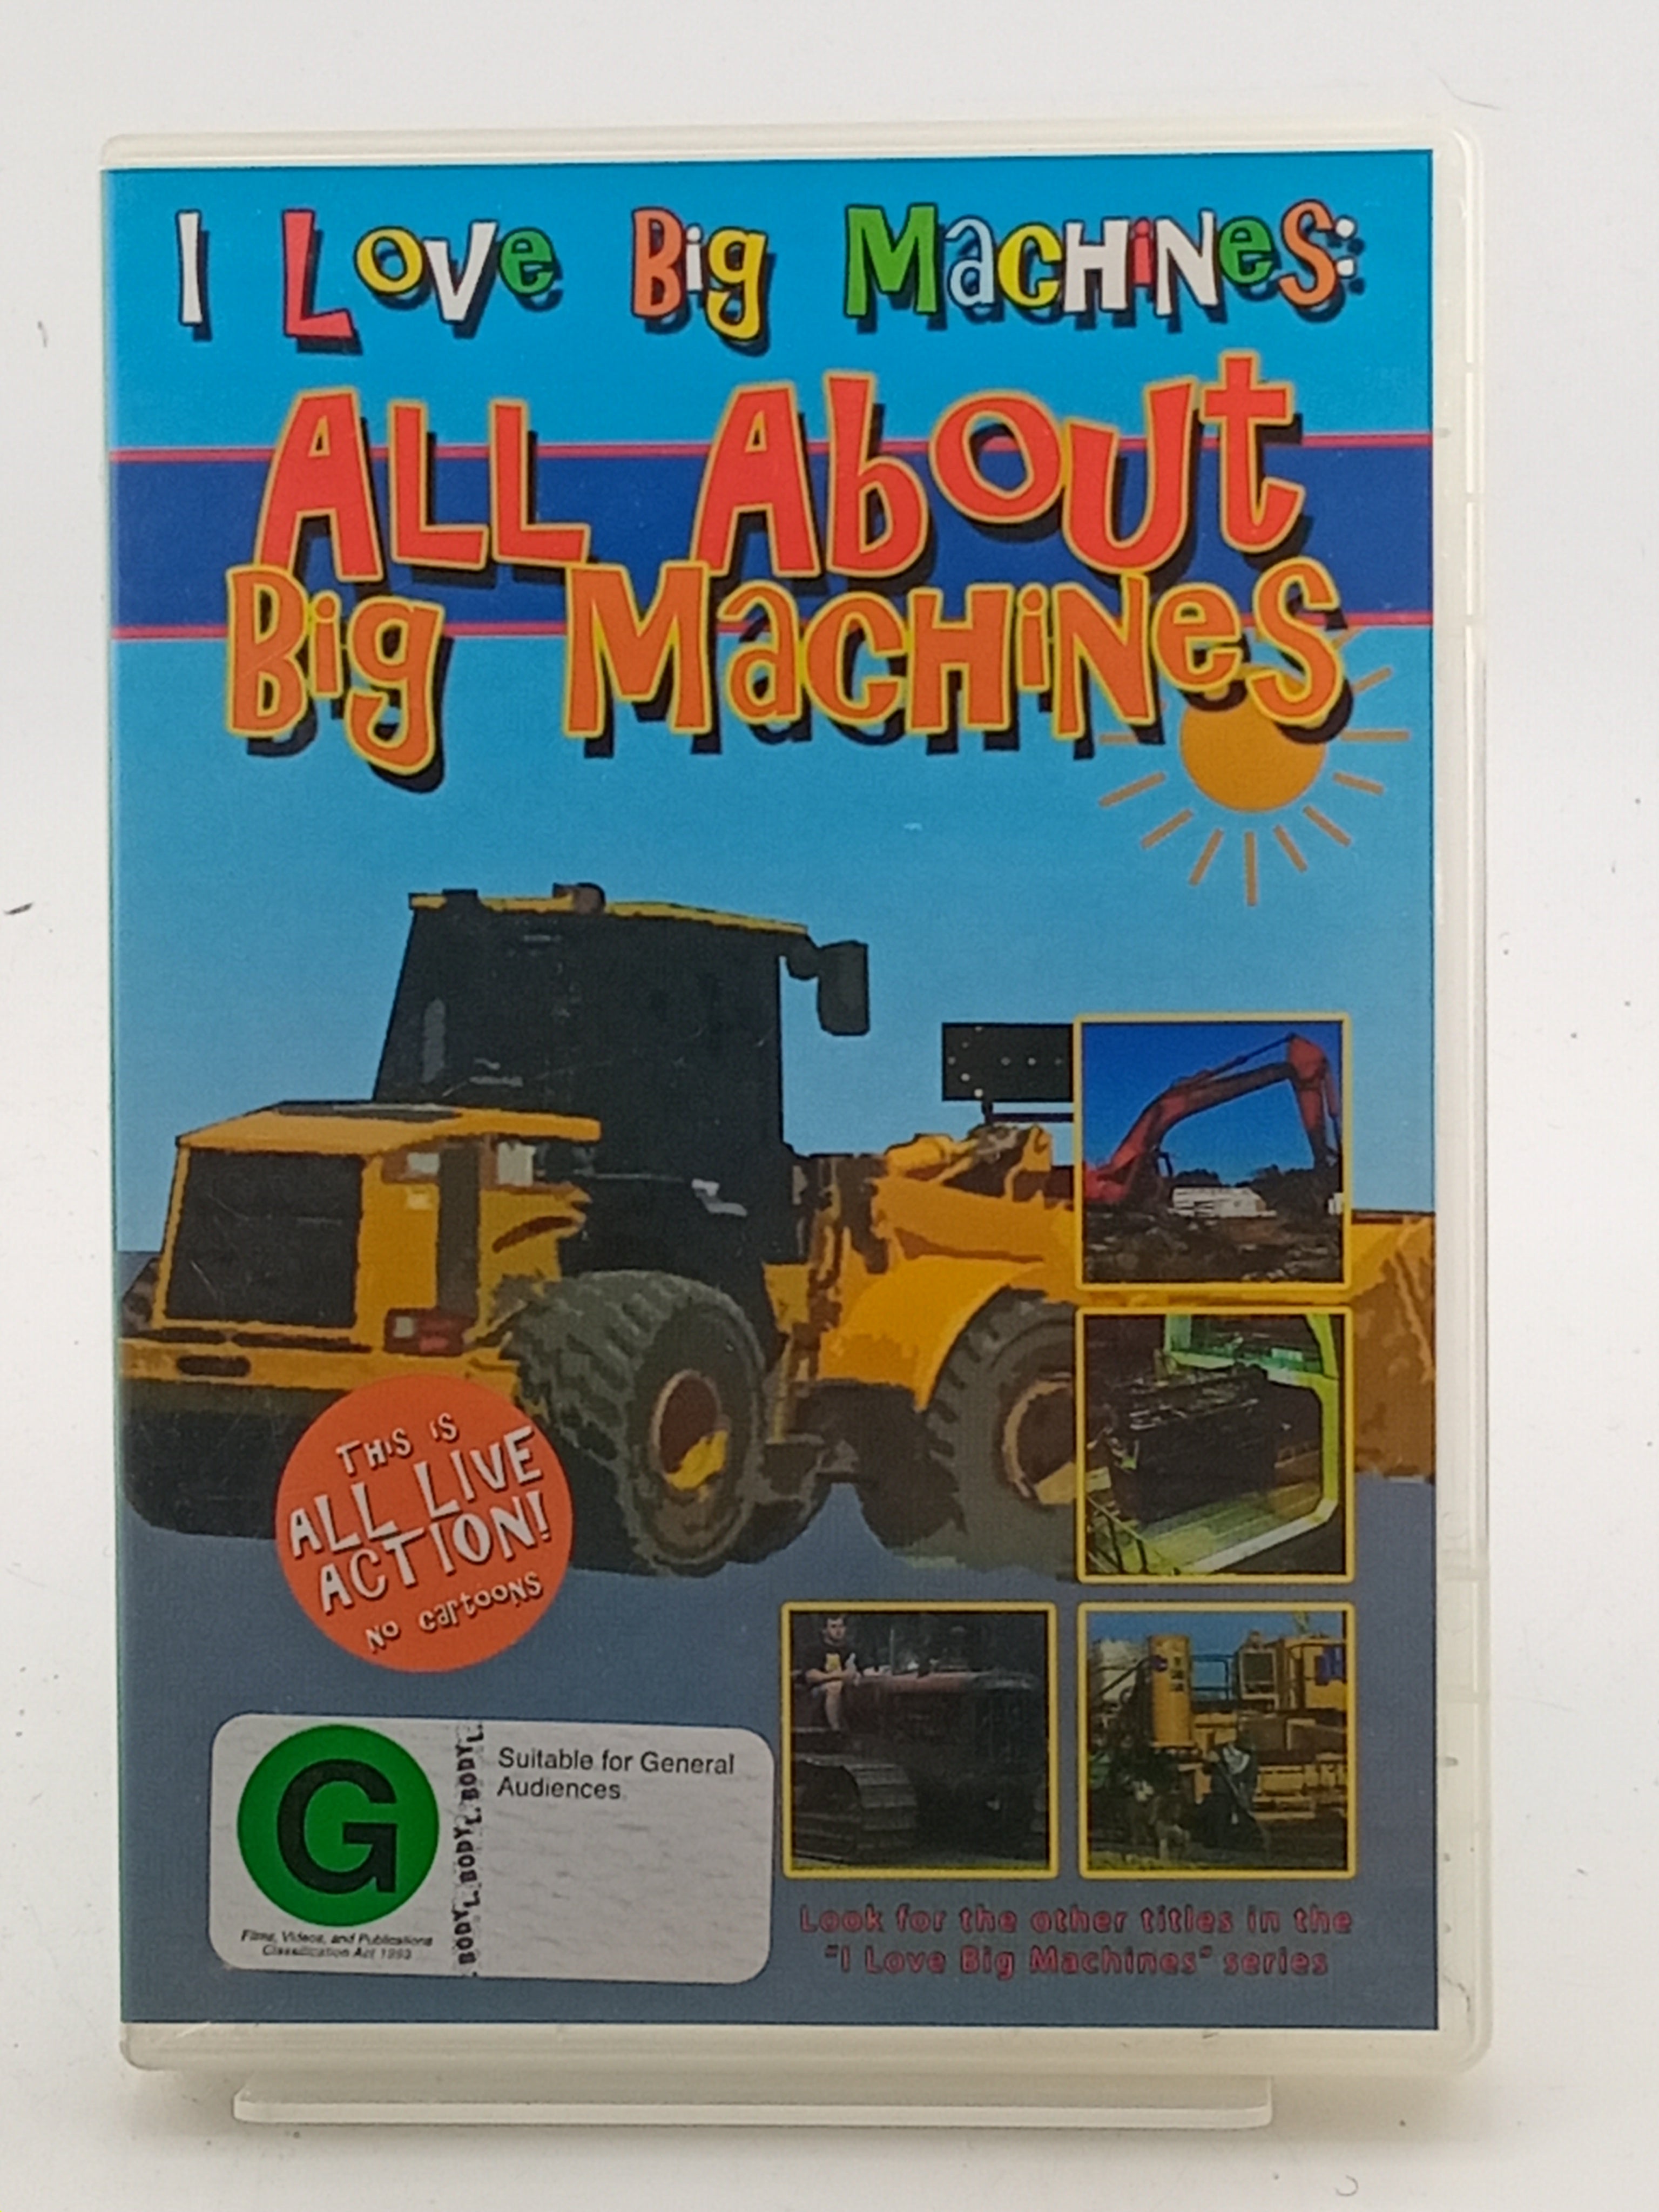 I Love Big Machines:
All About
Big Machines
THIS IS
ALL LIVE
ACTION!
NO CARTOONS
G
Films, Videos, and Publications
Classification Act 1993
Suitable for General
Audiences
Look for the other titles in the
"I Love Big Machines" series